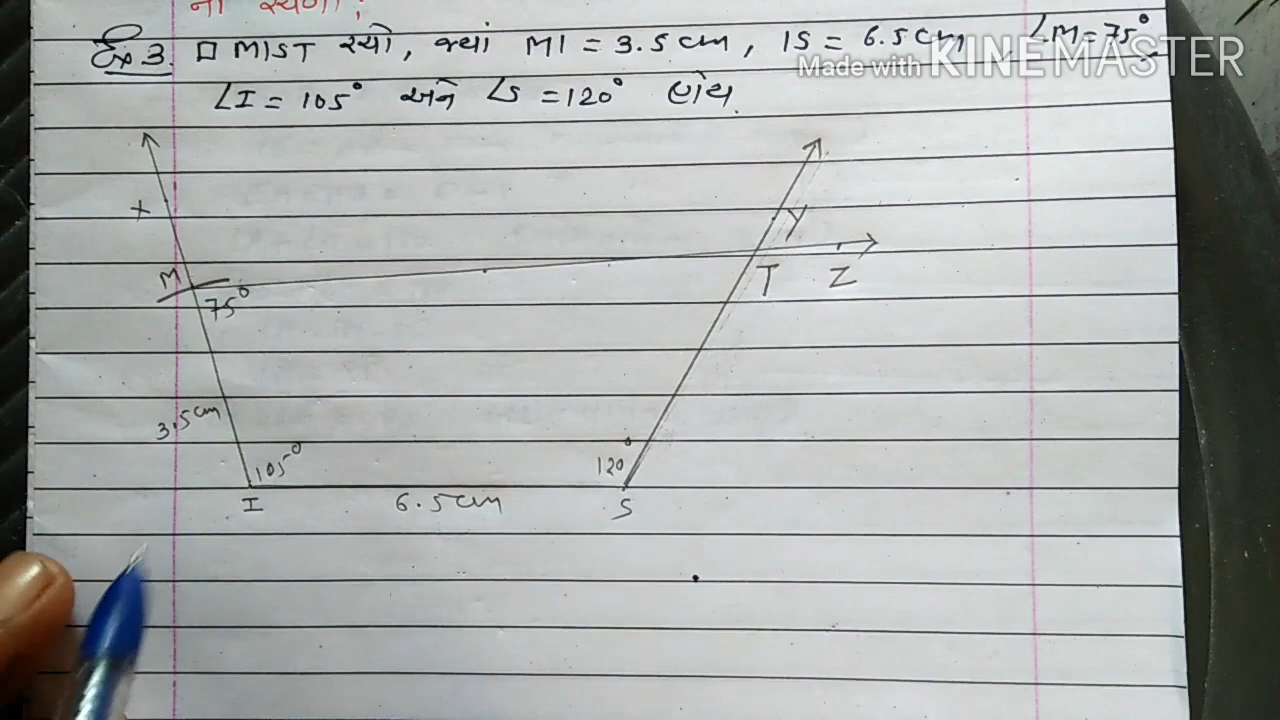 ની રચના :
Ex 3. □ MIST રચો, જ્યાં MI = 3.5 cm, IS = 6.5 cm ∠M = 75°
Made with KINEMASTER
∠I = 105° અને ∠S = 120° હોય.
X
Y
M
T Z
75°
3.5 cm
105°
120°
I 6.5 cm S